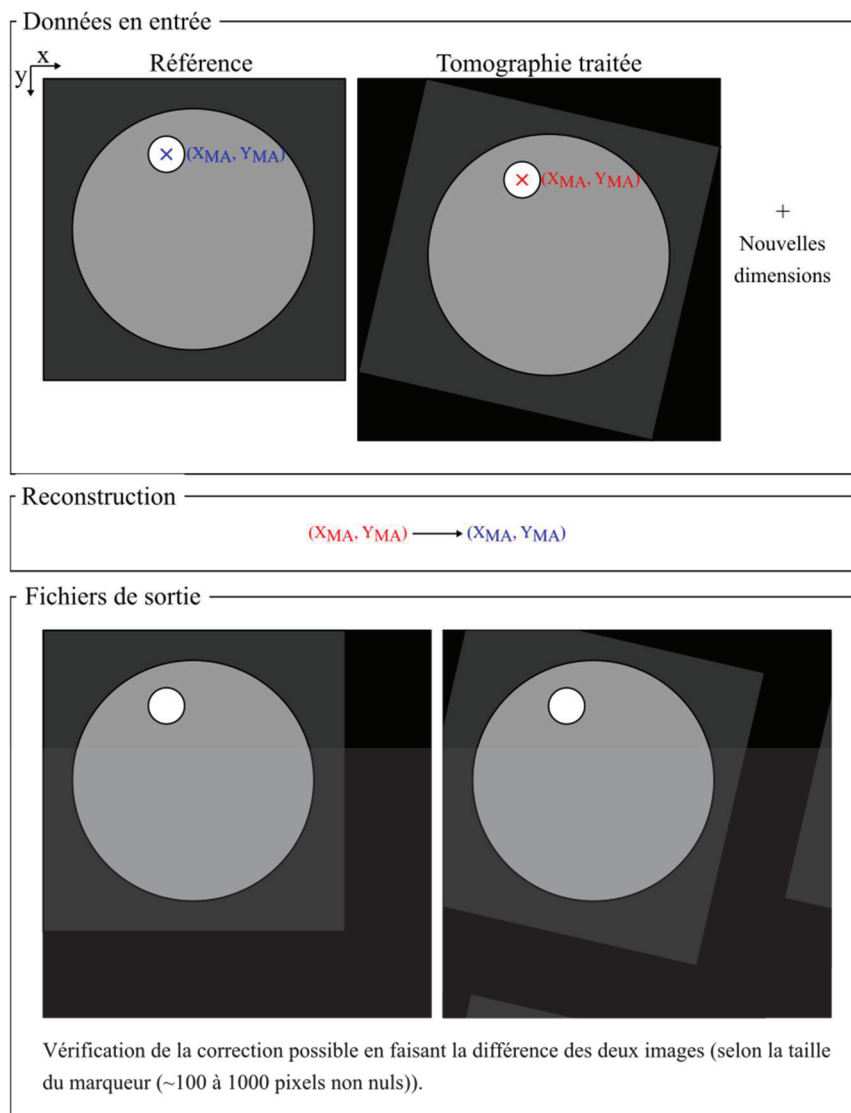 Données en entrée
x
Référence
Tomographie traitée
y
(XMA, YMA)
(XMA, YMA)
+
Nouvelles
dimensions
Reconstruction
(XMA, YMA) → (XMA, YMA)
Fichiers de sortie
Vérification de la correction possible en faisant la différence des deux images (selon la taille
du marqueur (~100 à 1000 pixels non nuls)).